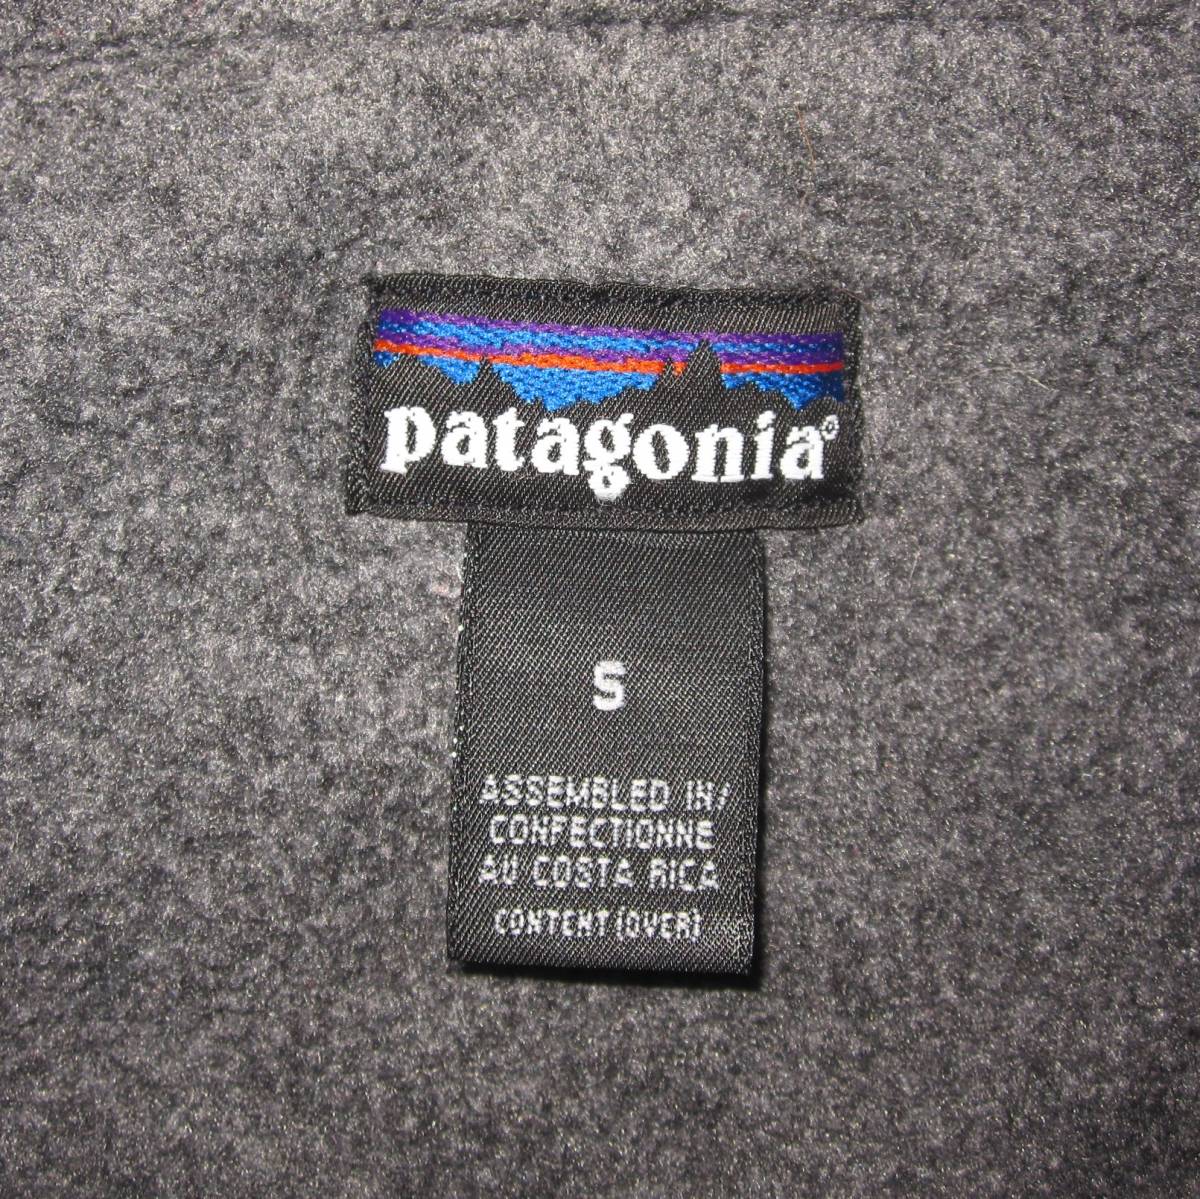 patagonia®
S
ASSEMBLED IN/
CONFECTIONNE
AU COSTA RICA
CONTENT (OVER)